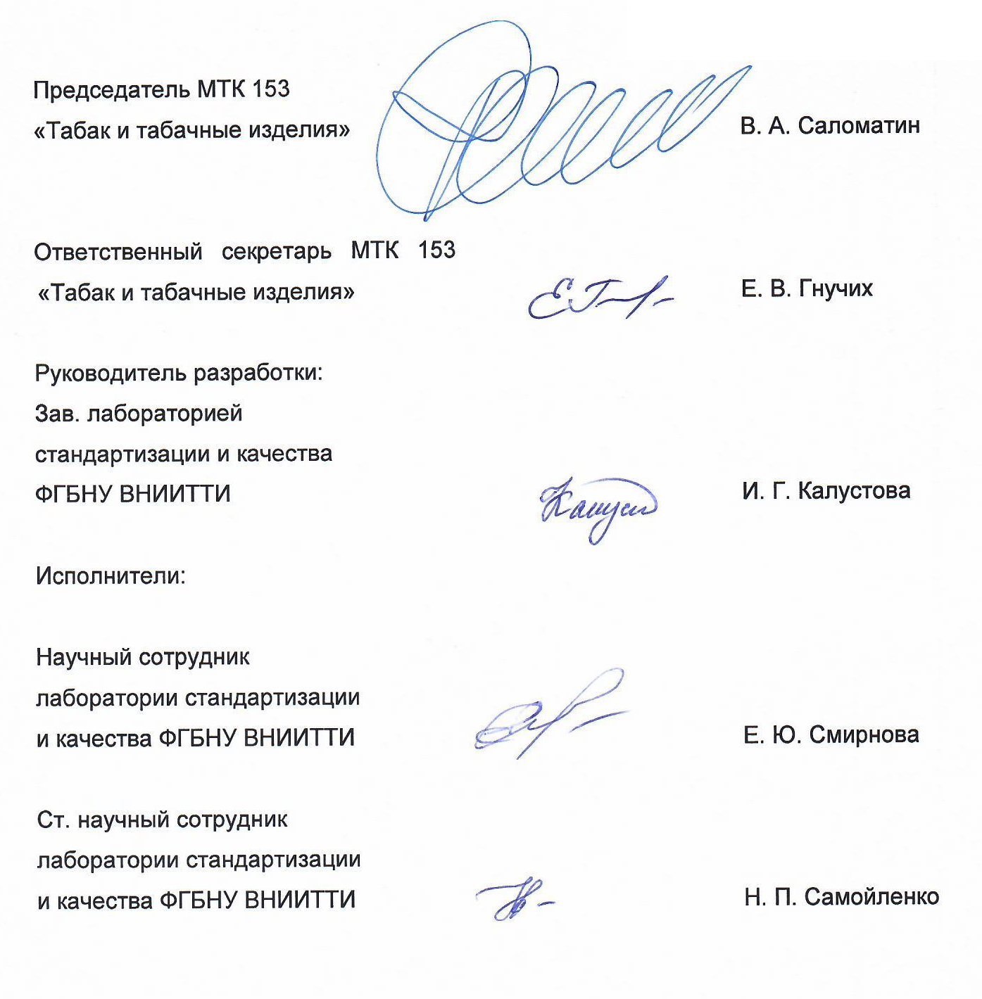 Председатель МТК 153
«Табак и табачные изделия» В. А. Саломатин
Ответственный секретарь МТК 153
«Табак и табачные изделия» Е. В. Гнучих
Руководитель разработки:
Зав. лабораторией
стандартизации и качества
ФГБНУ ВНИИТТИ И. Г. Калустова
Исполнители:
Научный сотрудник
лаборатории стандартизации
и качества ФГБНУ ВНИИТТИ Е. Ю. Смирнова
Ст. научный сотрудник
лаборатории стандартизации
и качества ФГБНУ ВНИИТТИ Н. П. Самойленко